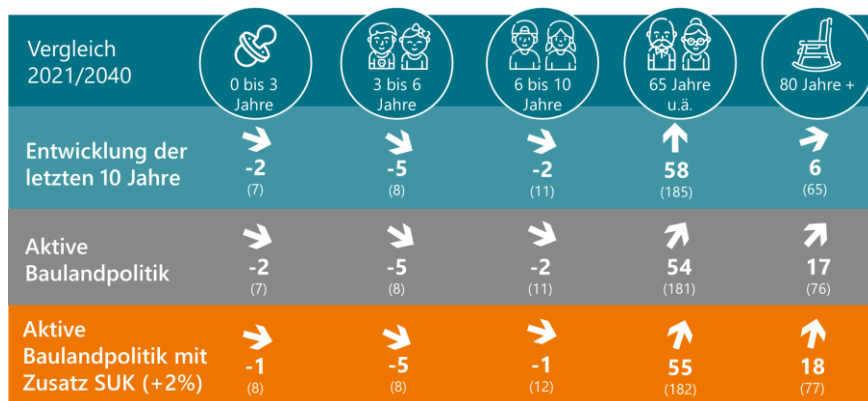 Vergleich
2021/2040
0 bis 3
Jahre
3 bis 6
Jahre
6 bis 10
Jahre
65 Jahre
u.ä.
80 Jahre +
Entwicklung der
letzten 10 Jahre
-2
(7)
-5
(8)
-2
(11)
58
(185)
6
(65)
Aktive
Baulandpolitik
-2
(7)
-5
(8)
-2
(11)
54
(181)
17
(76)
Aktive
Baulandpolitik mit
Zusatz SUK (+2%)
-1
(8)
-5
(8)
-1
(12)
55
(182)
18
(77)